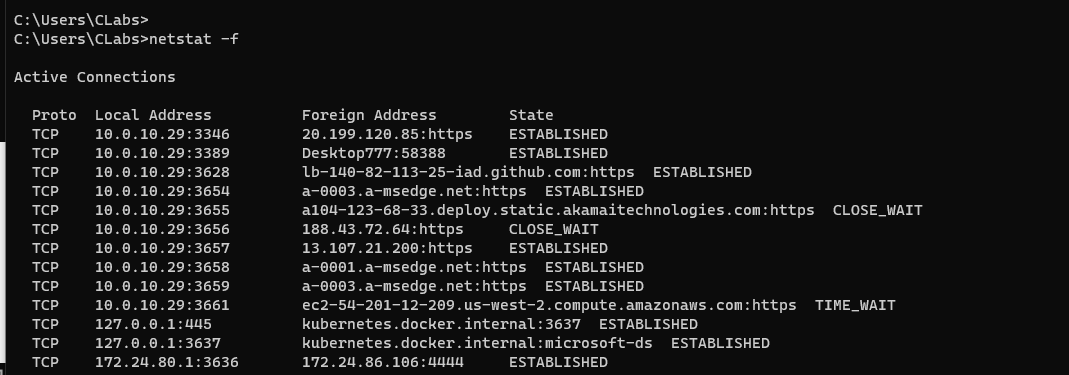 C:\Users\CLabs>
C:\Users\CLabs>netstat -f
Active Connections
Proto Local Address Foreign Address State
TCP 10.0.10.29:3346 20.199.120.85:https ESTABLISHED
TCP 10.0.10.29:3389 Desktop777:58388 ESTABLISHED
TCP 10.0.10.29:3628 lb-140-82-113-25-iad.github.com:https ESTABLISHED
TCP 10.0.10.29:3654 a-0003.a-msedge.net:https ESTABLISHED
TCP 10.0.10.29:3655 a104-123-68-33.deploy.static.akamaitechnologies.com:https CLOSE_WAIT
TCP 10.0.10.29:3656 188.43.72.64:https CLOSE_WAIT
TCP 10.0.10.29:3657 13.107.21.200:https ESTABLISHED
TCP 10.0.10.29:3658 a-0001.a-msedge.net:https ESTABLISHED
TCP 10.0.10.29:3659 a-0003.a-msedge.net:https ESTABLISHED
TCP 10.0.10.29:3661 ec2-54-201-12-209.us-west-2.compute.amazonaws.com:https TIME_WAIT
TCP 127.0.0.1:445 kubernetes.docker.internal:3637 ESTABLISHED
TCP 127.0.0.1:3637 kubernetes.docker.internal:microsoft-ds ESTABLISHED
TCP 172.24.80.1:3636 172.24.86.106:4444 ESTABLISHED